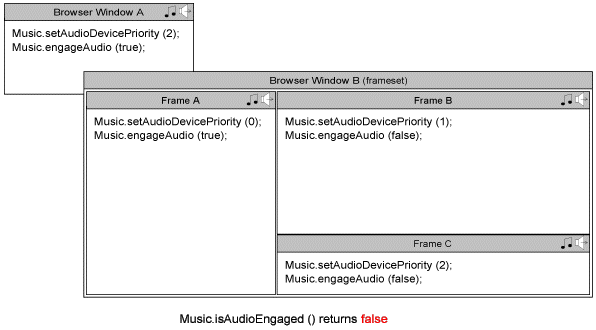 Browser Window A
Music.setAudioDevicePriority (2);
Music.engageAudio (true);
Browser Window B (frameset)
Frame A
Music.setAudioDevicePriority (0);
Music.engageAudio (true);
Frame B
Music.setAudioDevicePriority (1);
Music.engageAudio (false);
Frame C
Music.setAudioDevicePriority (2);
Music.engageAudio (false);
Music.isAudioEngaged () returns false